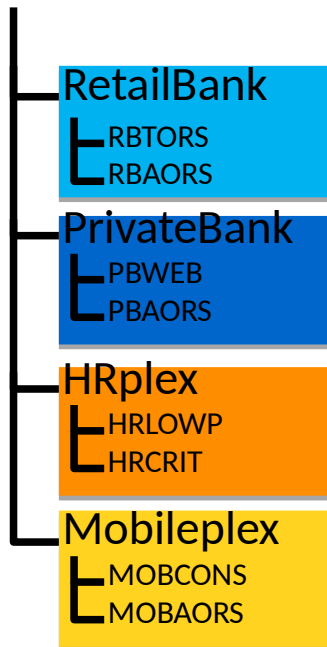 RetailBank
RBTORS
RBAORS
PrivateBank
PBWEB
PBAORS
HRplex
HRLOWP
HRCRIT
Mobileplex
MOBCONS
MOBAORS